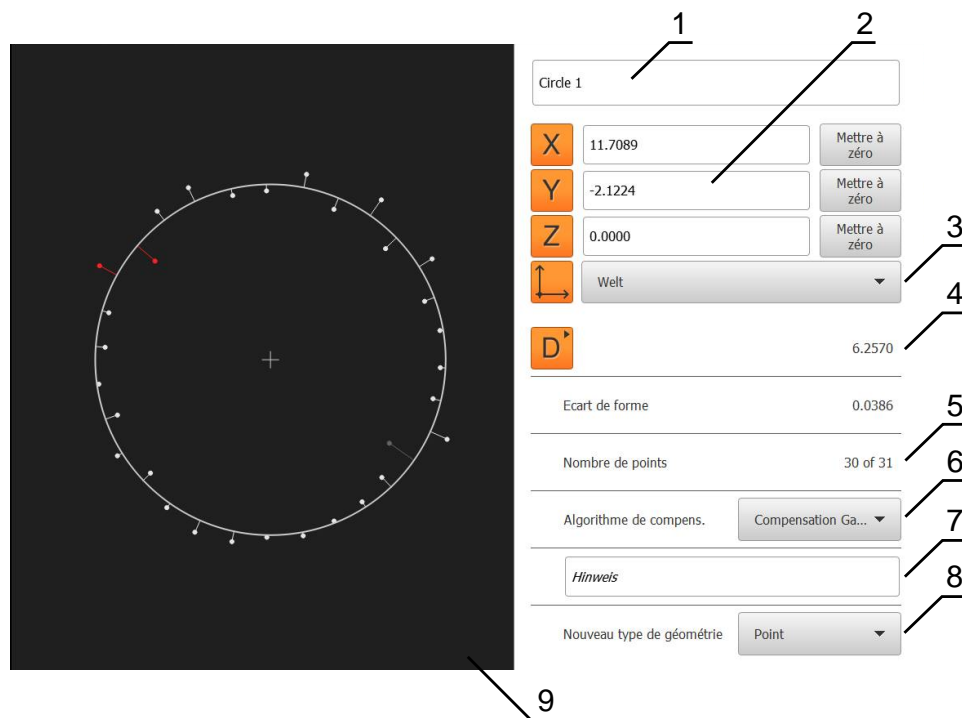 1
2
Circle 1
X 11.7089 Mettre à
zéro
Y -2.1224 Mettre à
zéro
3
Z 0.0000 Mettre à
zéro
Welt
4
D 6.2570
Ecart de forme 0.0386
5
Nombre de points 30 of 31
6
Algorithme de compens. Compensation Ga...
7
Hinweis
8
Nouveau type de géométrie Point
9